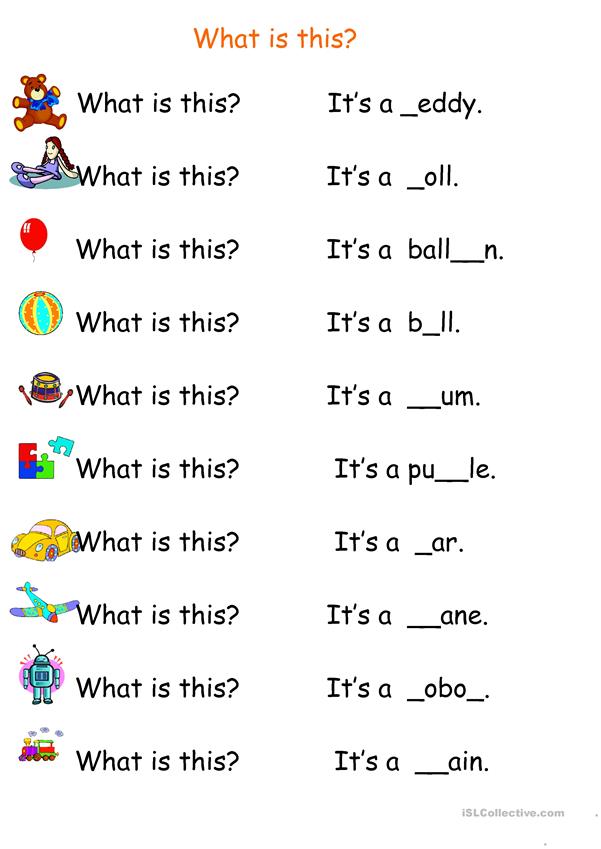 What is this?
What is this? It's a _eddy.
What is this? It's a _oll.
What is this? It's a ball__n.
What is this? It's a b_ll.
What is this? It's a __um.
What is this? It's a pu__le.
What is this? It's a _ar.
What is this? It's a __ane.
What is this? It's a _obo_.
What is this? It's a __ain.
iSLCollective.com